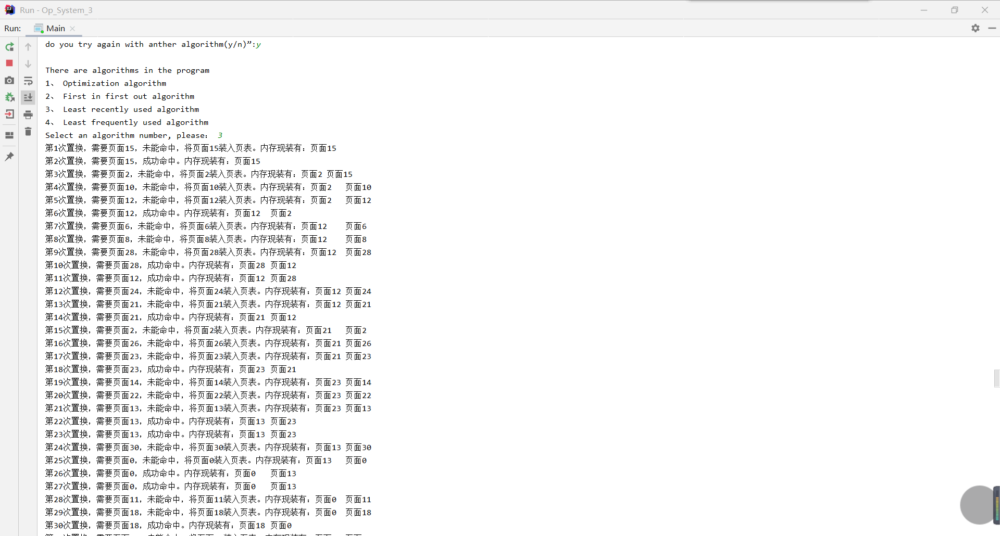 Run - Op_System_3
Run: Main
do you try again with anther algorithm(y/n)”:y
There are algorithms in the program
1、 Optimization algorithm
2、 First in first out algorithm
3、 Least recently used algorithm
4、 Least frequently used algorithm
Select an algorithm number, please： 3
第1次置换，需要页面15，未能命中，将页面15装入页表。内存现装有：页面15
第2次置换，需要页面15，成功命中。内存现装有：页面15
第3次置换，需要页面2，未能命中，将页面2装入页表。内存现装有：页面2 页面15
第4次置换，需要页面10，未能命中，将页面10装入页表。内存现装有：页面2 页面10
第5次置换，需要页面12，未能命中，将页面12装入页表。内存现装有：页面2 页面12
第6次置换，需要页面12，成功命中。内存现装有：页面12 页面2
第7次置换，需要页面6，未能命中，将页面6装入页表。内存现装有：页面12 页面6
第8次置换，需要页面8，未能命中，将页面8装入页表。内存现装有：页面12 页面8
第9次置换，需要页面28，未能命中，将页面28装入页表。内存现装有：页面12 页面28
第10次置换，需要页面28，成功命中。内存现装有：页面28 页面12
第11次置换，需要页面12，成功命中。内存现装有：页面12 页面28
第12次置换，需要页面24，未能命中，将页面24装入页表。内存现装有：页面12 页面24
第13次置换，需要页面21，未能命中，将页面21装入页表。内存现装有：页面12 页面21
第14次置换，需要页面21，成功命中。内存现装有：页面21 页面12
第15次置换，需要页面2，未能命中，将页面2装入页表。内存现装有：页面21 页面2
第16次置换，需要页面26，未能命中，将页面26装入页表。内存现装有：页面21 页面26
第17次置换，需要页面23，未能命中，将页面23装入页表。内存现装有：页面21 页面23
第18次置换，需要页面23，成功命中。内存现装有：页面23 页面21
第19次置换，需要页面14，未能命中，将页面14装入页表。内存现装有：页面23 页面14
第20次置换，需要页面22，未能命中，将页面22装入页表。内存现装有：页面23 页面22
第21次置换，需要页面13，未能命中，将页面13装入页表。内存现装有：页面23 页面13
第22次置换，需要页面13，成功命中。内存现装有：页面13 页面23
第23次置换，需要页面13，成功命中。内存现装有：页面13 页面23
第24次置换，需要页面30，未能命中，将页面30装入页表。内存现装有：页面13 页面30
第25次置换，需要页面0，未能命中，将页面0装入页表。内存现装有：页面13 页面0
第26次置换，需要页面0，成功命中。内存现装有：页面0 页面13
第27次置换，需要页面0，成功命中。内存现装有：页面0 页面13
第28次置换，需要页面11，未能命中，将页面11装入页表。内存现装有：页面0 页面11
第29次置换，需要页面18，未能命中，将页面18装入页表。内存现装有：页面0 页面18
第30次置换，需要页面18，成功命中。内存现装有：页面18 页面0